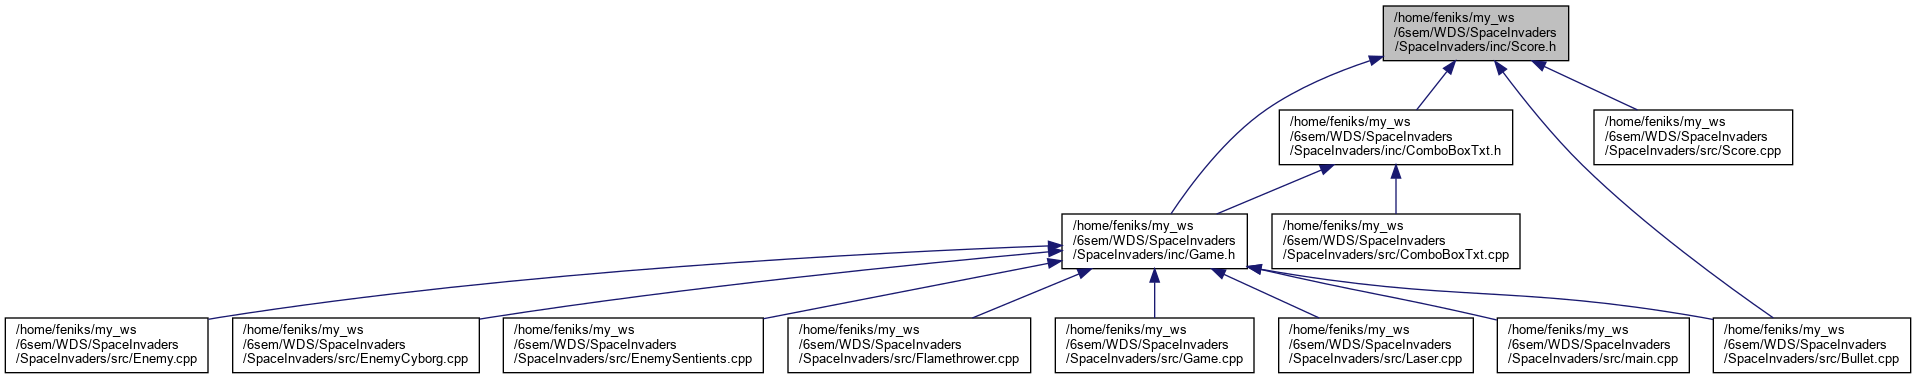 /home/feniks/my_ws
/6sem/WDS/SpaceInvaders
/SpaceInvaders/inc/Score.h
/home/feniks/my_ws
/6sem/WDS/SpaceInvaders
/SpaceInvaders/inc/ComboBoxTxt.h
/home/feniks/my_ws
/6sem/WDS/SpaceInvaders
/SpaceInvaders/src/Score.cpp
/home/feniks/my_ws
/6sem/WDS/SpaceInvaders
/SpaceInvaders/inc/Game.h
/home/feniks/my_ws
/6sem/WDS/SpaceInvaders
/SpaceInvaders/src/ComboBoxTxt.cpp
/home/feniks/my_ws
/6sem/WDS/SpaceInvaders
/SpaceInvaders/src/Enemy.cpp
/home/feniks/my_ws
/6sem/WDS/SpaceInvaders
/SpaceInvaders/src/EnemyCyborg.cpp
/home/feniks/my_ws
/6sem/WDS/SpaceInvaders
/SpaceInvaders/src/EnemySentients.cpp
/home/feniks/my_ws
/6sem/WDS/SpaceInvaders
/SpaceInvaders/src/Flamethrower.cpp
/home/feniks/my_ws
/6sem/WDS/SpaceInvaders
/SpaceInvaders/src/Game.cpp
/home/feniks/my_ws
/6sem/WDS/SpaceInvaders
/SpaceInvaders/src/Laser.cpp
/home/feniks/my_ws
/6sem/WDS/SpaceInvaders
/SpaceInvaders/src/main.cpp
/home/feniks/my_ws
/6sem/WDS/SpaceInvaders
/SpaceInvaders/src/Bullet.cpp